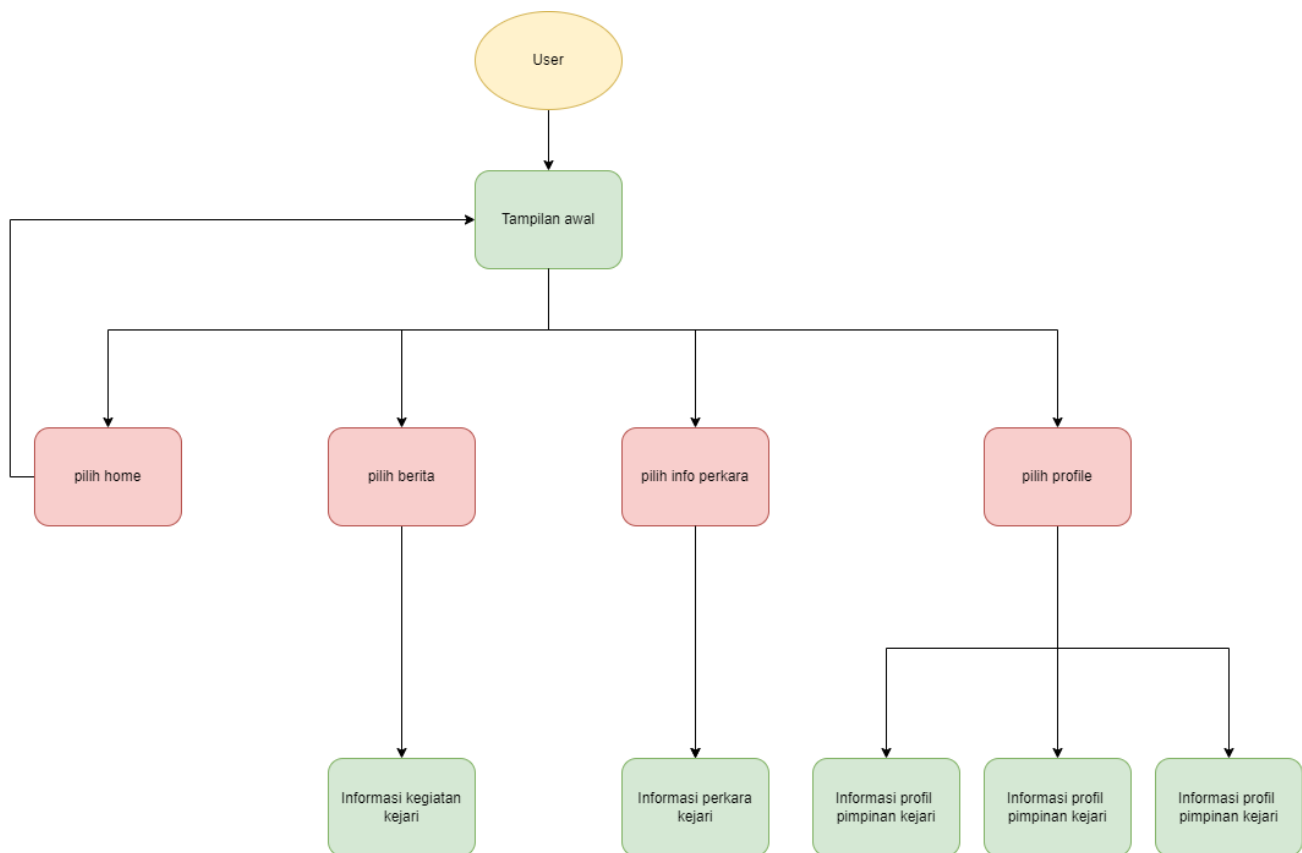 User
Tampilan awal
pilih home
pilih berita
pilih info perkara
pilih profile
Informasi kegiatan
kejari
Informasi perkara
kejari
Informasi profil
pimpinan kejari
Informasi profil
pimpinan kejari
Informasi profil
pimpinan kejari